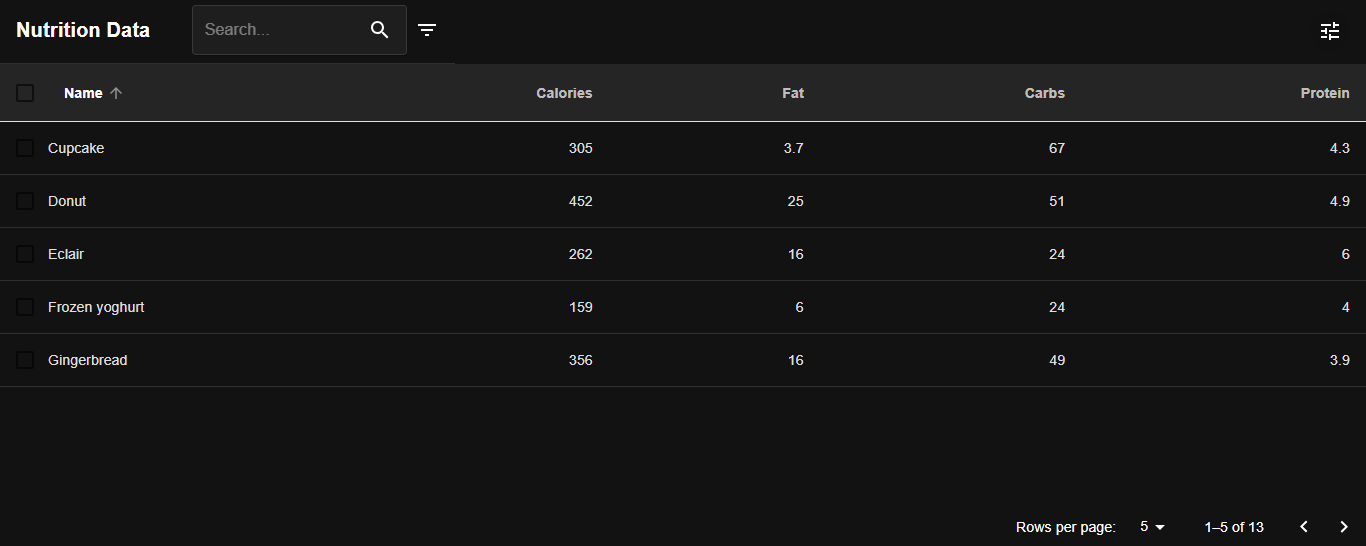 Nutrition Data Search...
Name Calories Fat Carbs Protein
Cupcake 305 3.7 67 4.3
Donut 452 25 51 4.9
Eclair 262 16 24 6
Frozen yoghurt 159 6 24 4
Gingerbread 356 16 49 3.9
Rows per page: 5 1–5 of 13